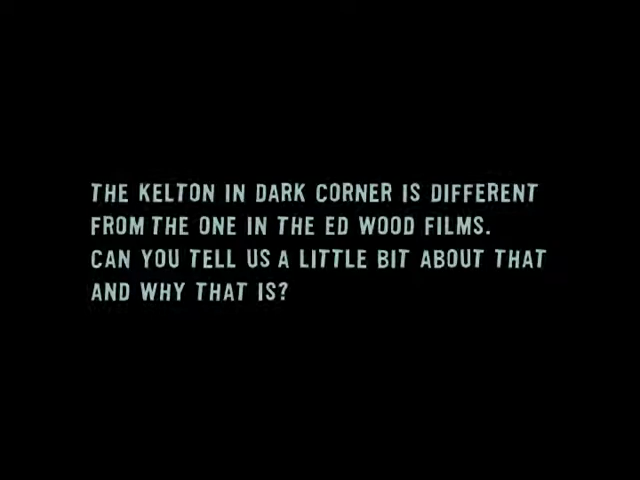 THE KELTON IN DARK CORNER IS DIFFERENT
FROM THE ONE IN THE ED WOOD FILMS.
CAN YOU TELL US A LITTLE BIT ABOUT THAT
AND WHY THAT IS?